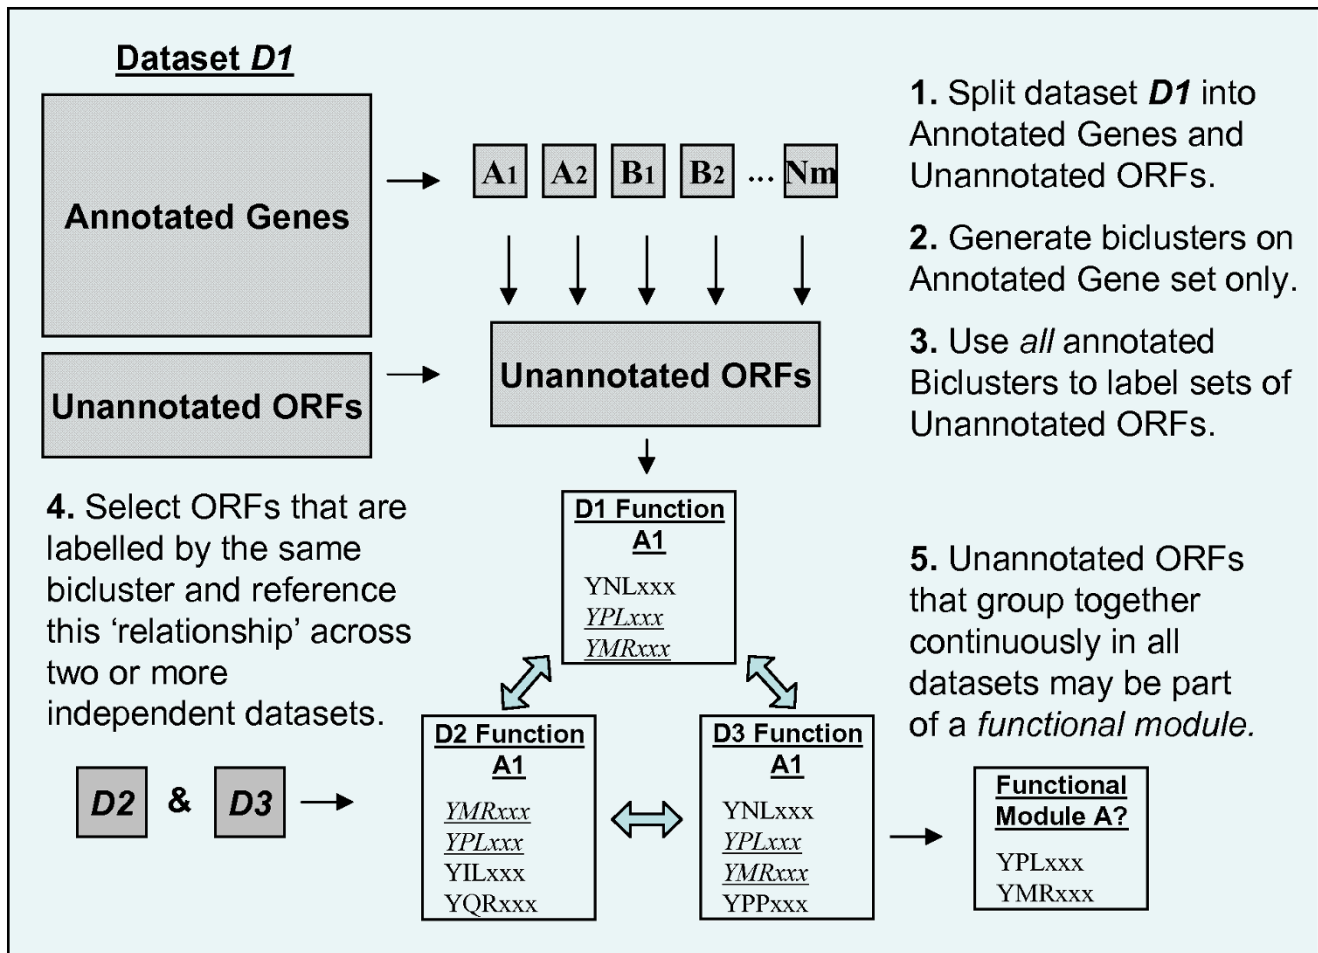 Dataset D1
Annotated Genes
Unannotated ORFs
A1 A2 B1 B2 ... Nm
Unannotated ORFs
1. Split dataset D1 into
Annotated Genes and
Unannotated ORFs.
2. Generate biclusters on
Annotated Gene set only.
3. Use all annotated
Biclusters to label sets of
Unannotated ORFs.
4. Select ORFs that are
labelled by the same
bicluster and reference
this ‘relationship’ across
two or more
independent datasets.
D1 Function
A1
YNLxxx
YPLxxx
YMRxxx
5. Unannotated ORFs
that group together
continuously in all
datasets may be part
of a functional module.
D2 & D3
D2 Function
A1
YMRxxx
YPLxxx
YILxxx
YQRxxx
D3 Function
A1
YNLxxx
YPLxxx
YMRxxx
YPPxxx
Functional
Module A?
YPLxxx
YMRxxx